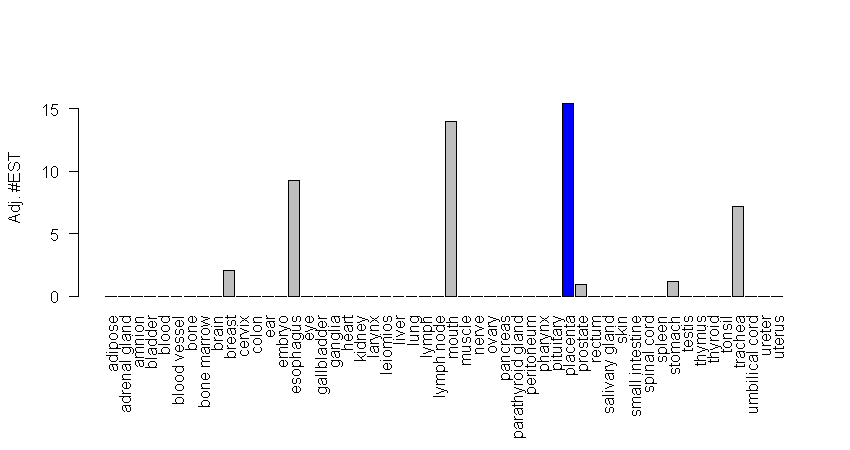 Adj. #EST
15
10
5
0
adipose
adrenal gland
amnion
bladder
blood
blood vessel
bone
bone marrow
brain
breast
cervix
colon
ear
embryo
esophagus
eye
gallbladder
ganglia
heart
kidney
larynx
leiomios
liver
lung
lymph
lymph node
mouth
muscle
nerve
ovary
pancreas
parathyroid gland
peritoneum
pharynx
pituitary
placenta
prostate
rectum
salivary gland
skin
small intestine
spinal cord
spleen
stomach
testis
thymus
thyroid
tonsil
trachea
umbilical cord
ureter
uterus